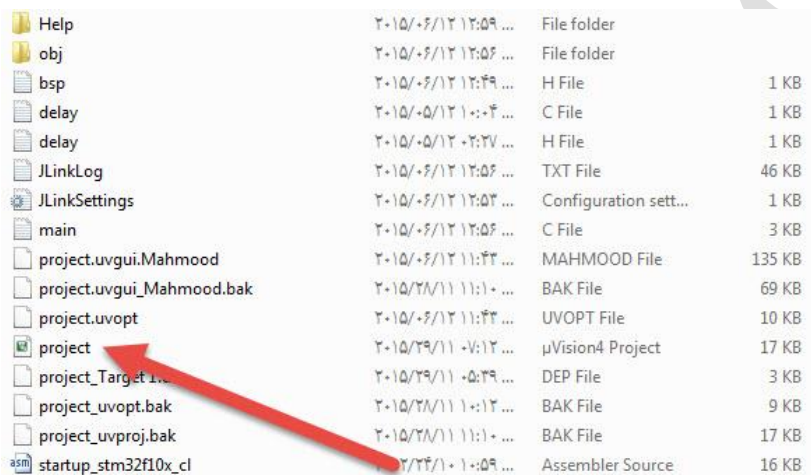 Help ۲۰۱۵/۰۶/۱۲ ۱۲:۵۹ ... File folder
obj ۲۰۱۵/۰۶/۱۲ ۱۲:۵۶ ... File folder
bsp ۲۰۱۵/۰۶/۱۲ ۱۲:۴۹ ... H File 1 KB
delay ۲۰۱۵/۰۵/۱۲ ۱۰:۰۴ ... C File 1 KB
delay ۲۰۱۵/۰۵/۱۲ ۰۲:۲۷ ... H File 1 KB
JLinkLog ۲۰۱۵/۰۶/۱۲ ۱۲:۵۶ ... TXT File 46 KB
JLinkSettings ۲۰۱۵/۰۶/۱۲ ۱۲:۵۳ ... Configuration sett... 1 KB
main ۲۰۱۵/۰۶/۱۲ ۱۲:۵۶ ... C File 3 KB
project.uvgui.Mahmood ۲۰۱۵/۰۶/۱۲ ۱۱:۴۳ ... MAHMOOD File 135 KB
project.uvgui_Mahmood.bak ۲۰۱۵/۲۸/۱۱ ۱۱:۱۰ ... BAK File 69 KB
project.uvopt ۲۰۱۵/۰۶/۱۲ ۱۱:۴۳ ... UVOPT File 10 KB
project ۲۰۱۵/۲۹/۱۱ ۰۷:۱۲ ... µVision4 Project 17 KB
project_Target ۲۰۱۵/۲۹/۱۱ ۰۵:۲۹ ... DEP File 3 KB
project_uvopt.bak ۲۰۱۵/۲۸/۱۱ ۱۰:۱۲ ... BAK File 9 KB
project_uvproj.bak ۲۰۱۵/۲۸/۱۱ ۱۱:۱۰ ... BAK File 17 KB
asm startup_stm32f10x_cl ۱۰:۵۹ ... Assembler Source 16 KB